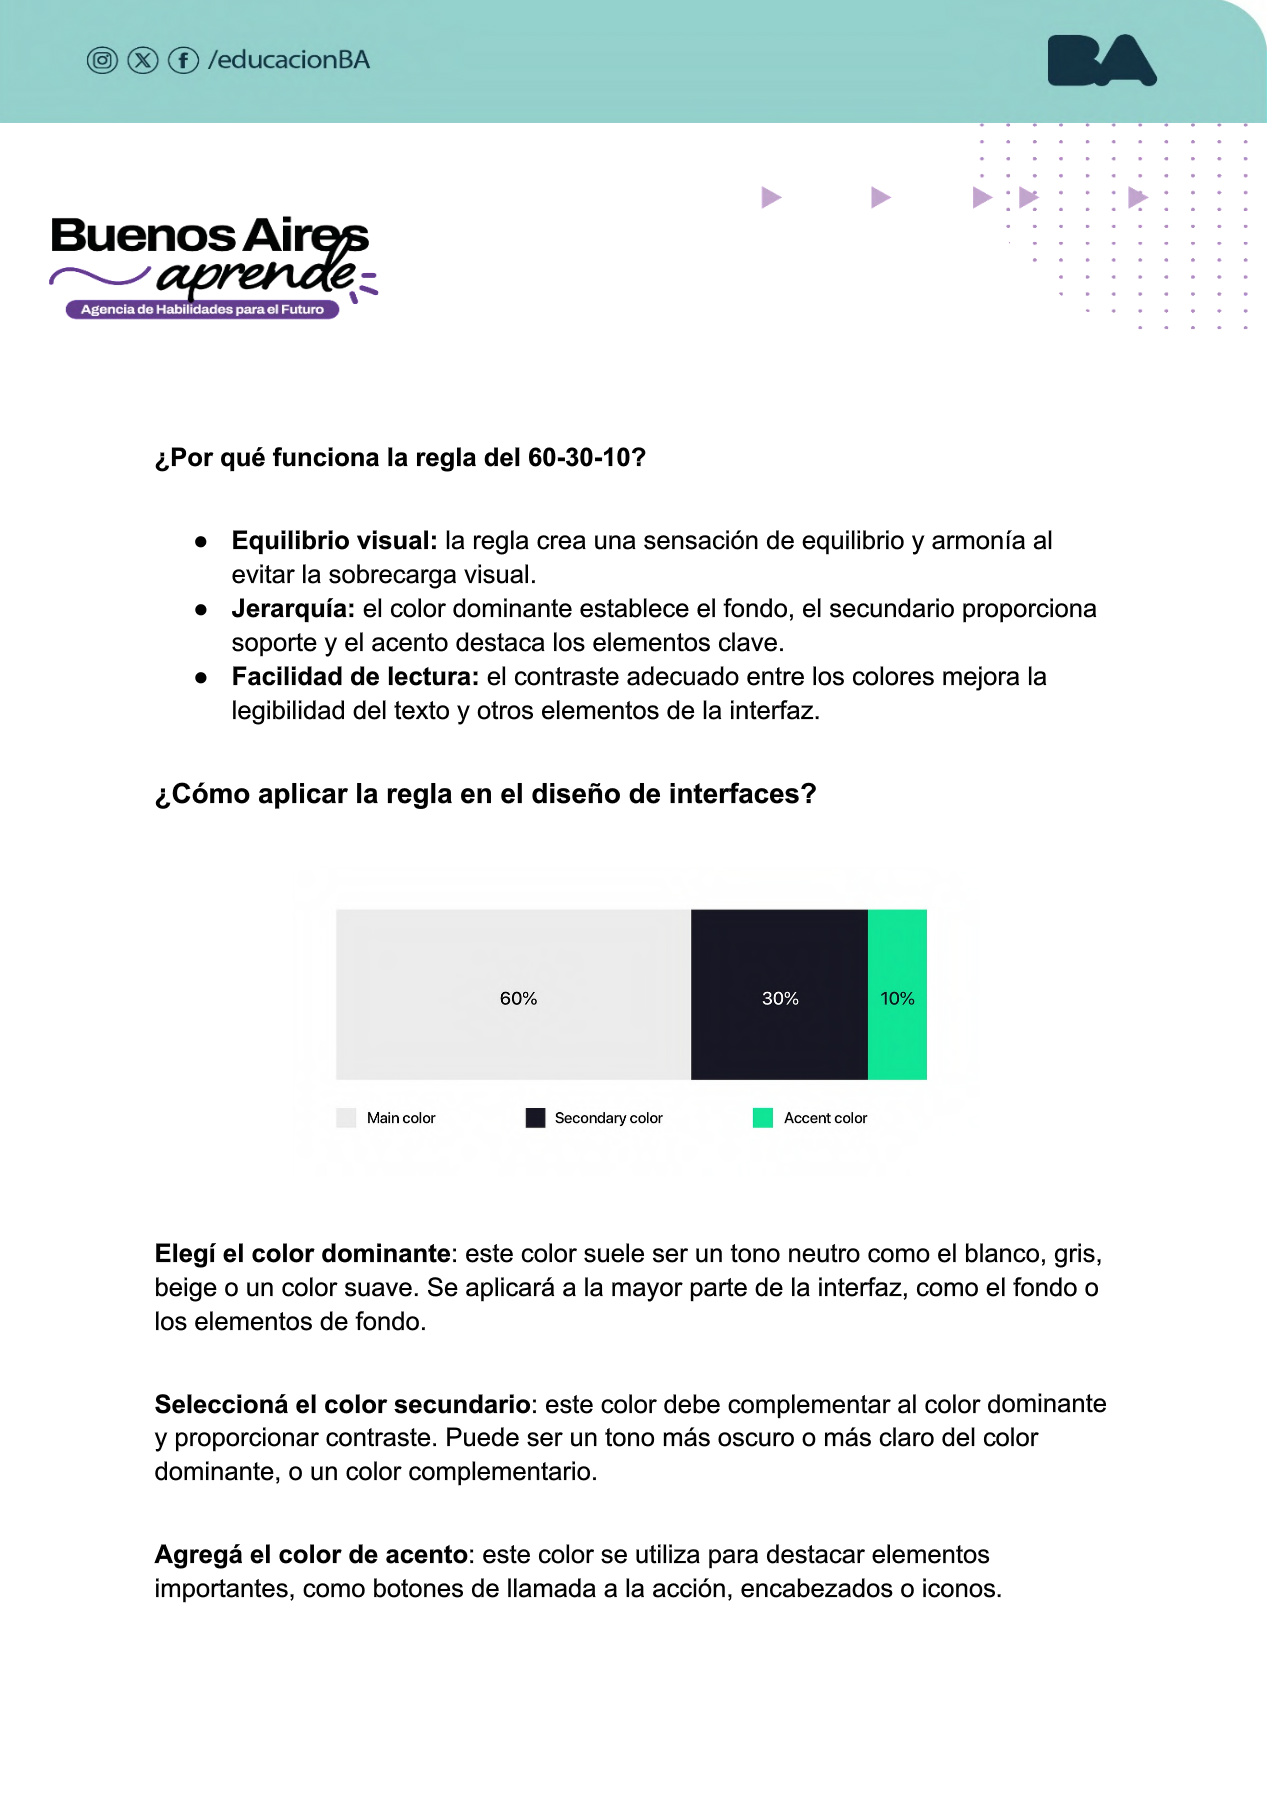 /educacionBA
BA
Buenos Aires
aprende
Agencia de Habilidades para el Futuro
¿Por qué funciona la regla del 60-30-10?
● Equilibrio visual: la regla crea una sensación de equilibrio y armonía al
evitar la sobrecarga visual.
● Jerarquía: el color dominante establece el fondo, el secundario proporciona
soporte y el acento destaca los elementos clave.
● Facilidad de lectura: el contraste adecuado entre los colores mejora la
legibilidad del texto y otros elementos de la interfaz.
¿Cómo aplicar la regla en el diseño de interfaces?
60% 30% 10%
Main color Secondary color Accent color
Elegí el color dominante: este color suele ser un tono neutro como el blanco, gris,
beige o un color suave. Se aplicará a la mayor parte de la interfaz, como el fondo o
los elementos de fondo.
Seleccioná el color secundario: este color debe complementar al color dominante
y proporcionar contraste. Puede ser un tono más oscuro o más claro del color
dominante, o un color complementario.
Agregá el color de acento: este color se utiliza para destacar elementos
importantes, como botones de llamada a la acción, encabezados o iconos.